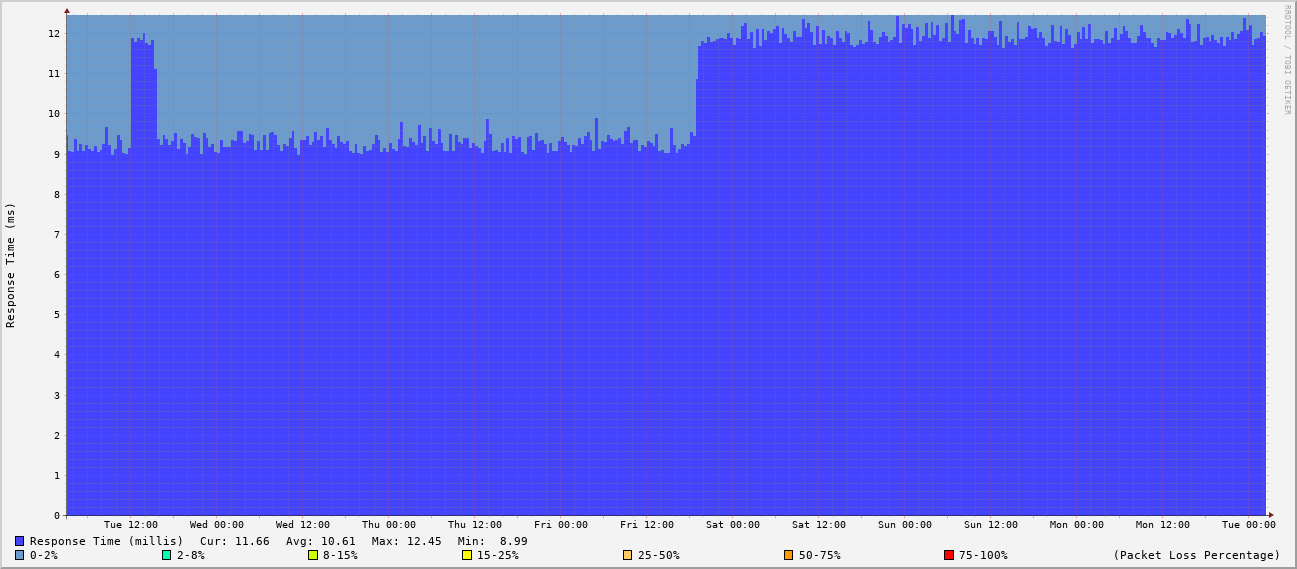 RRDTOOL / TOBI OETIKER
Response Time (ms)
12
11
10
9
8
7
6
5
4
3
2
1
0
Tue 12:00 Wed 00:00 Wed 12:00 Thu 00:00 Thu 12:00 Fri 00:00 Fri 12:00 Sat 00:00 Sat 12:00 Sun 00:00 Sun 12:00 Mon 00:00 Mon 12:00 Tue 00:00
Response Time (millis) Cur: 11.66 Avg: 10.61 Max: 12.45 Min: 8.99
0-2% 2-8% 8-15% 15-25% 25-50% 50-75% 75-100% (Packet Loss Percentage)